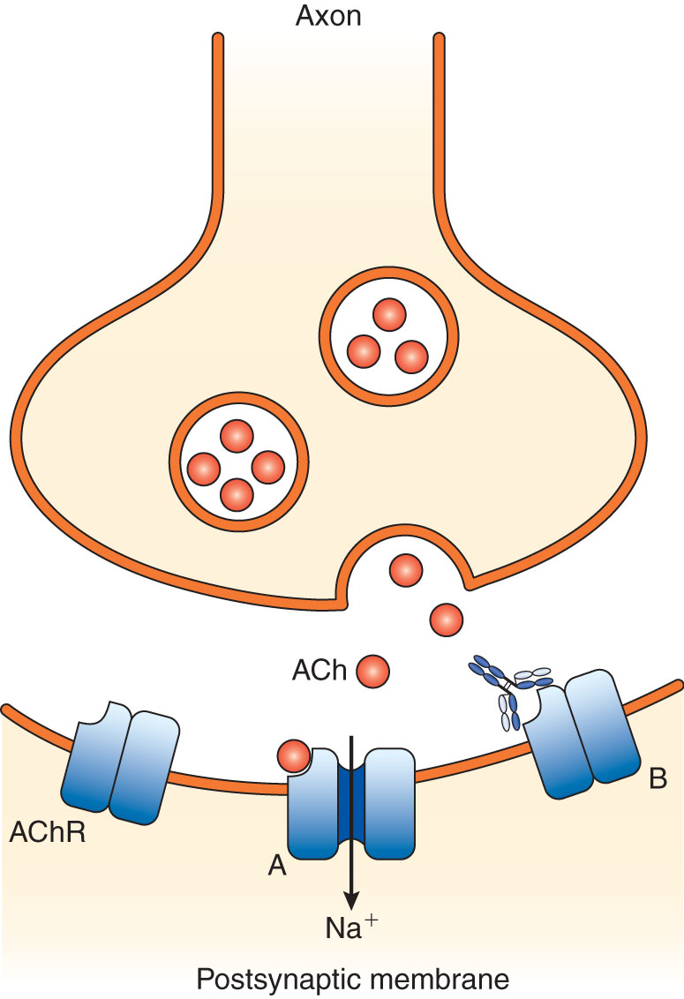 Axon
ACh
B
AChR
A
Na⁺
Postsynaptic membrane